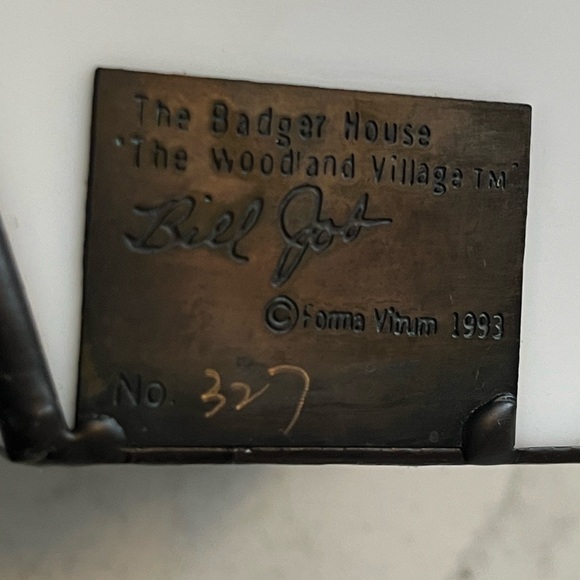 The Badger House
"The Woodland Village TM"
Bill Job
© Forma Vitrum 1993
No. 327